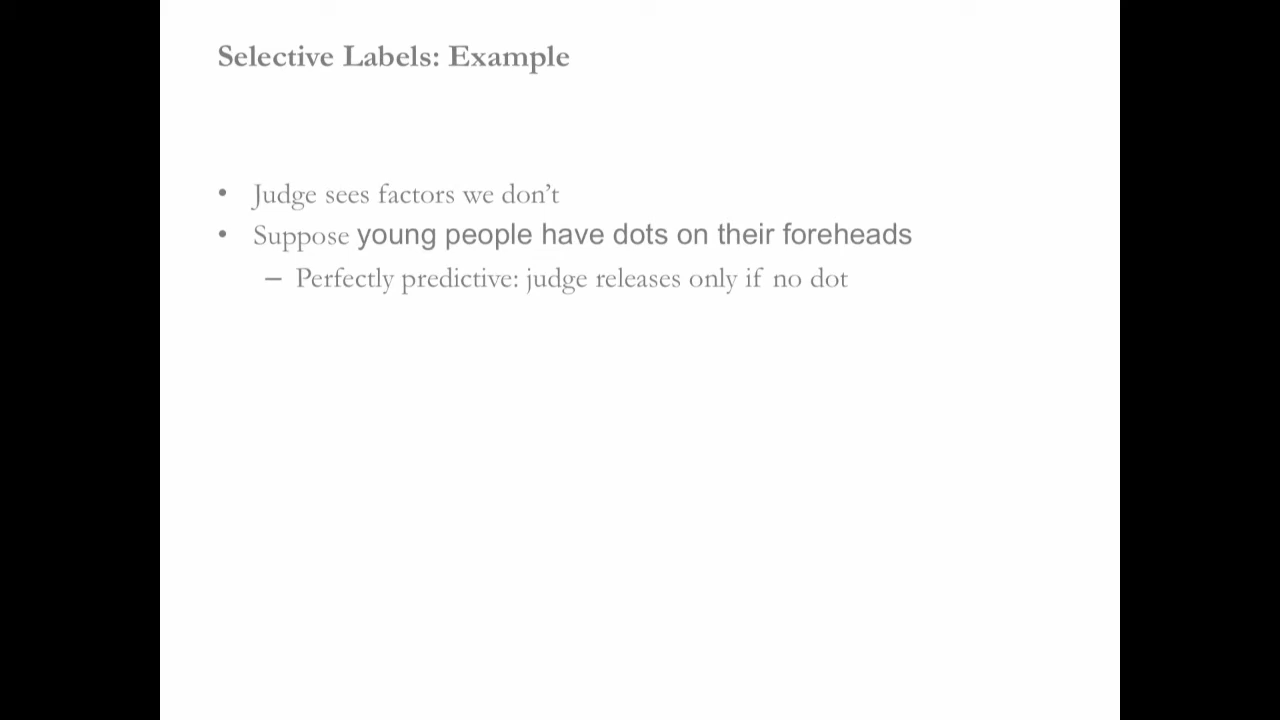 Selective Labels: Example
• Judge sees factors we don’t
• Suppose young people have dots on their foreheads
– Perfectly predictive: judge releases only if no dot